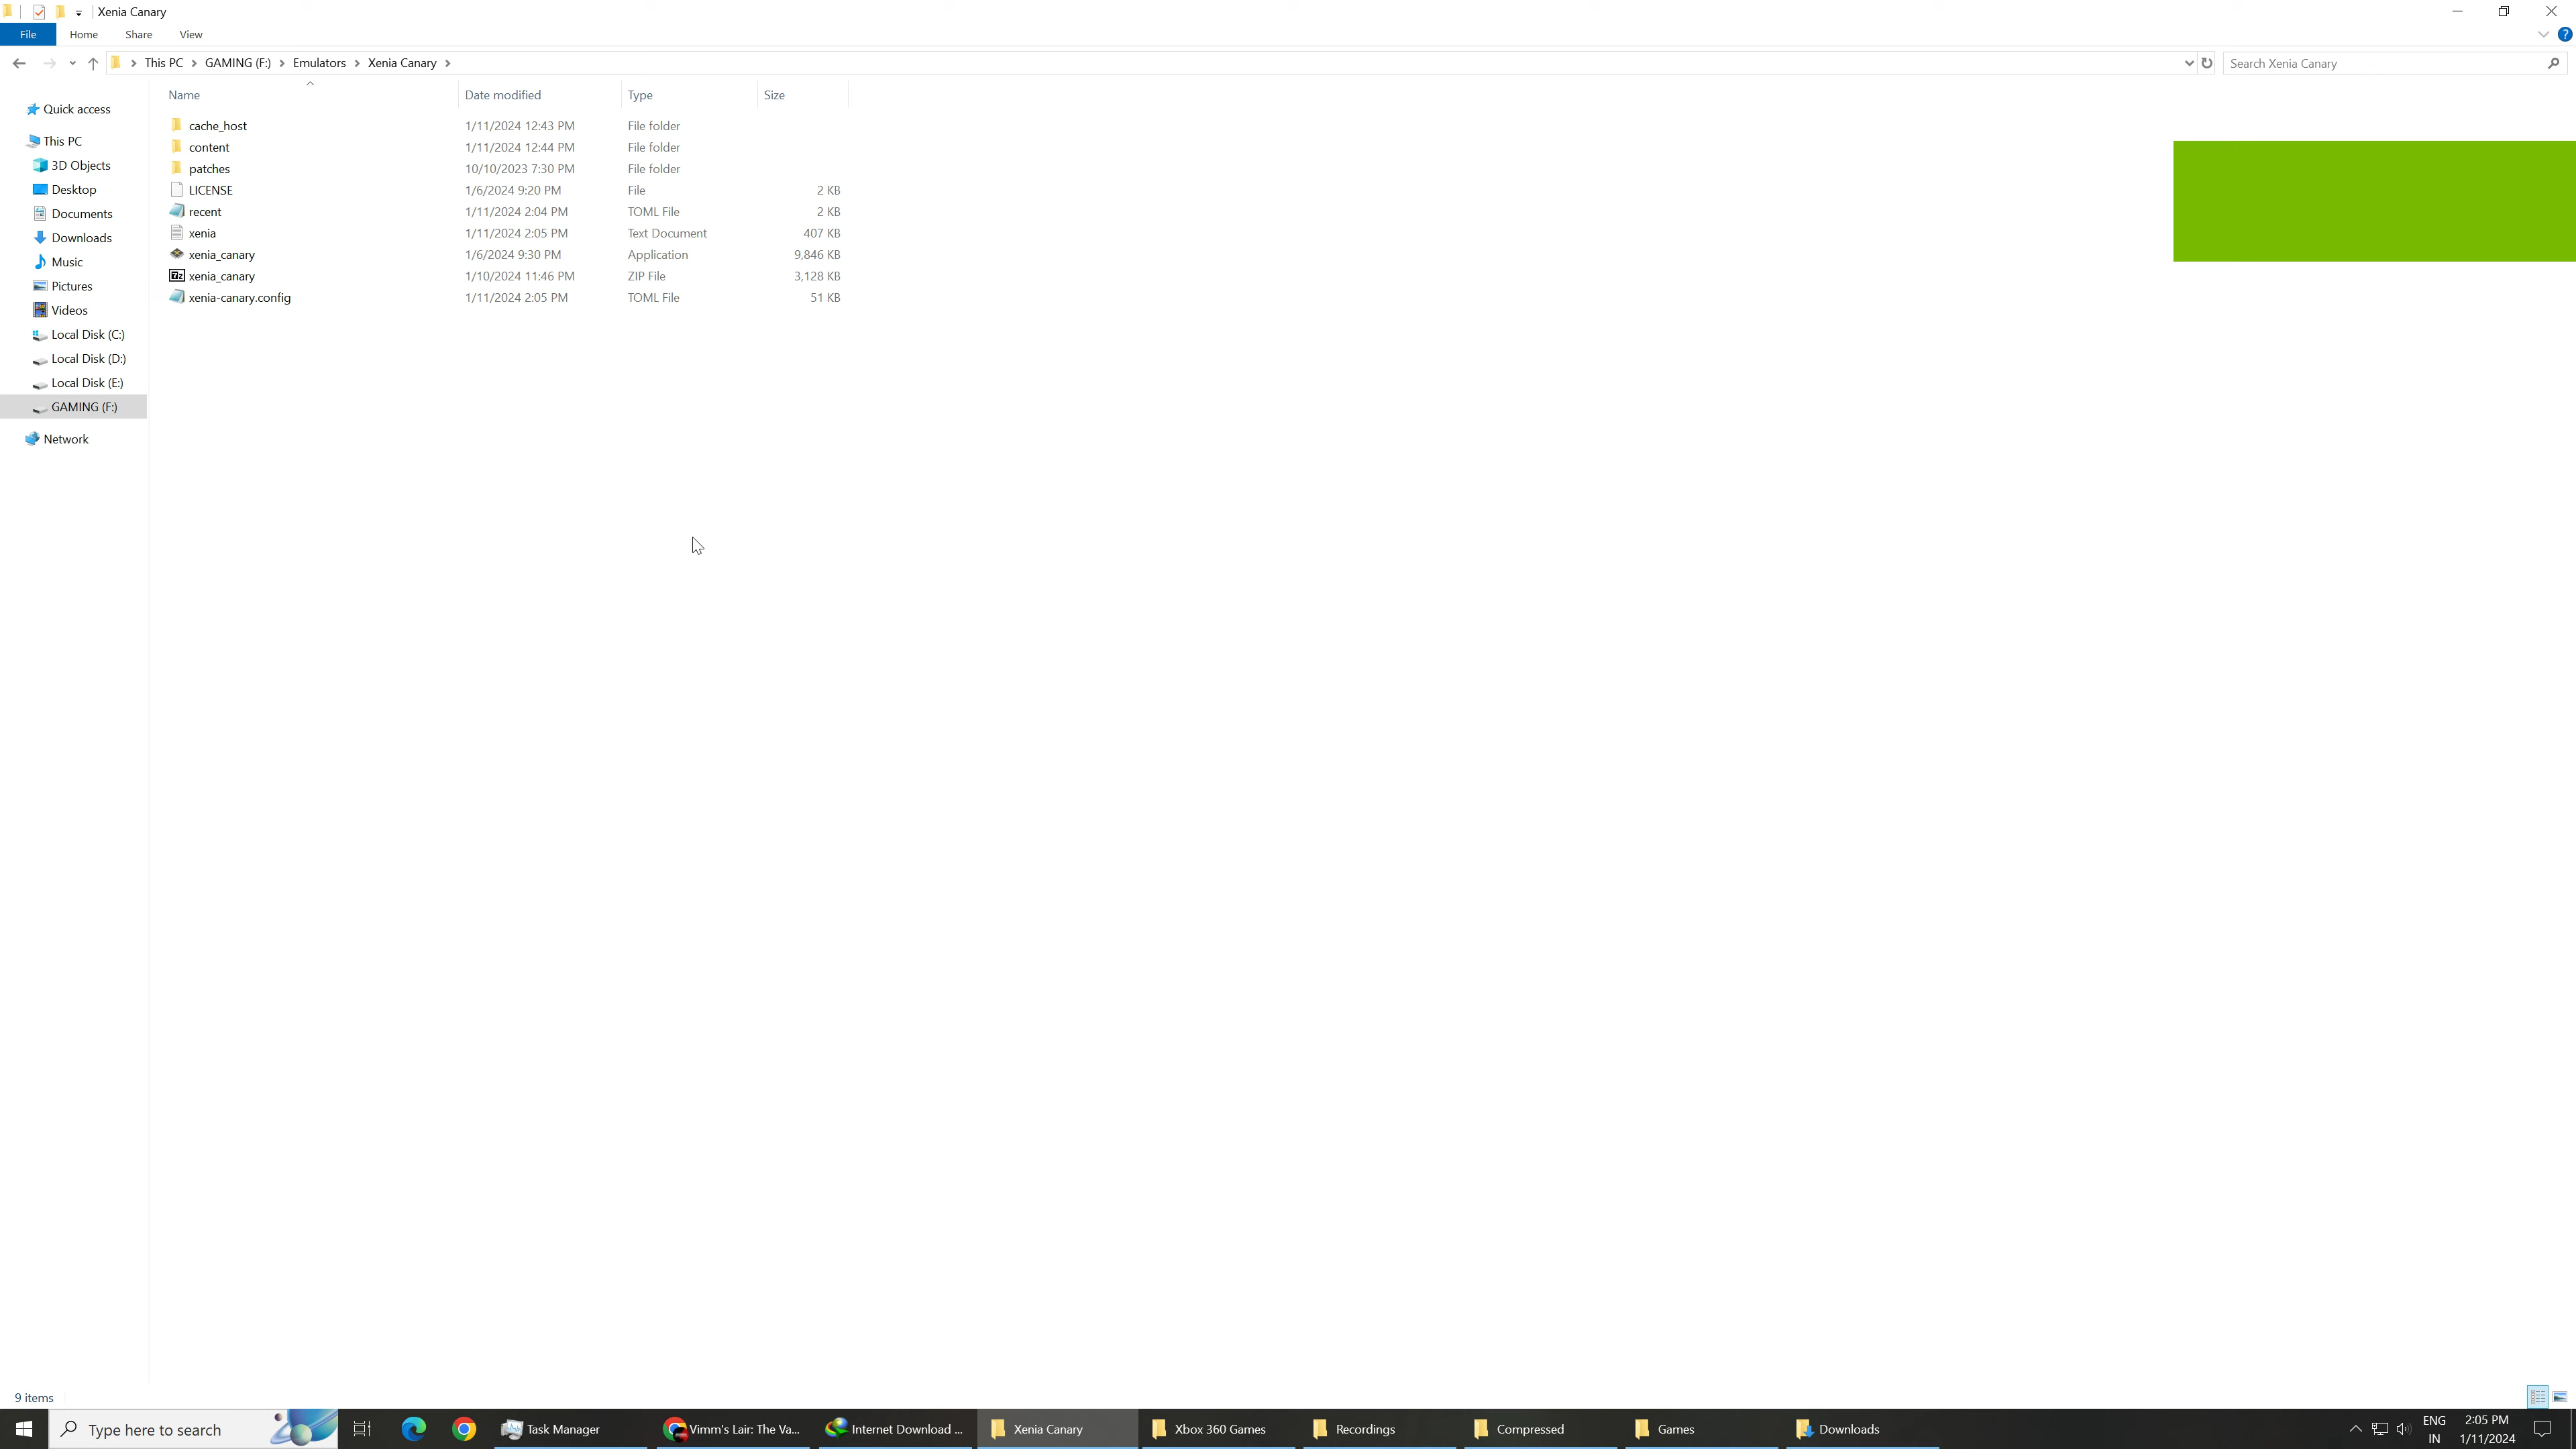 Xenia Canary
File Home Share View
This PC GAMING (F:) Emulators Xenia Canary Search Xenia Canary
Name Date modified Type Size
Quick access
This PC
3D Objects
Desktop
Documents
Downloads
Music
Pictures
Videos
Local Disk (C:)
Local Disk (D:)
Local Disk (E:)
GAMING (F:)
Network
cache_host 1/11/2024 12:43 PM File folder
content 1/11/2024 12:44 PM File folder
patches 10/10/2023 7:30 PM File folder
LICENSE 1/6/2024 9:20 PM File 2 KB
recent 1/11/2024 2:04 PM TOML File 2 KB
xenia 1/11/2024 2:05 PM Text Document 407 KB
xenia_canary 1/6/2024 9:30 PM Application 9,846 KB
xenia_canary 1/10/2024 11:46 PM ZIP File 3,128 KB
xenia-canary.config 1/11/2024 2:05 PM TOML File 51 KB
9 items
Type here to search Task Manager Vimm's Lair: The Va... Internet Download ... Xenia Canary Xbox 360 Games Recordings Compressed Games Downloads ENG 2:05 PM
IN 1/11/2024